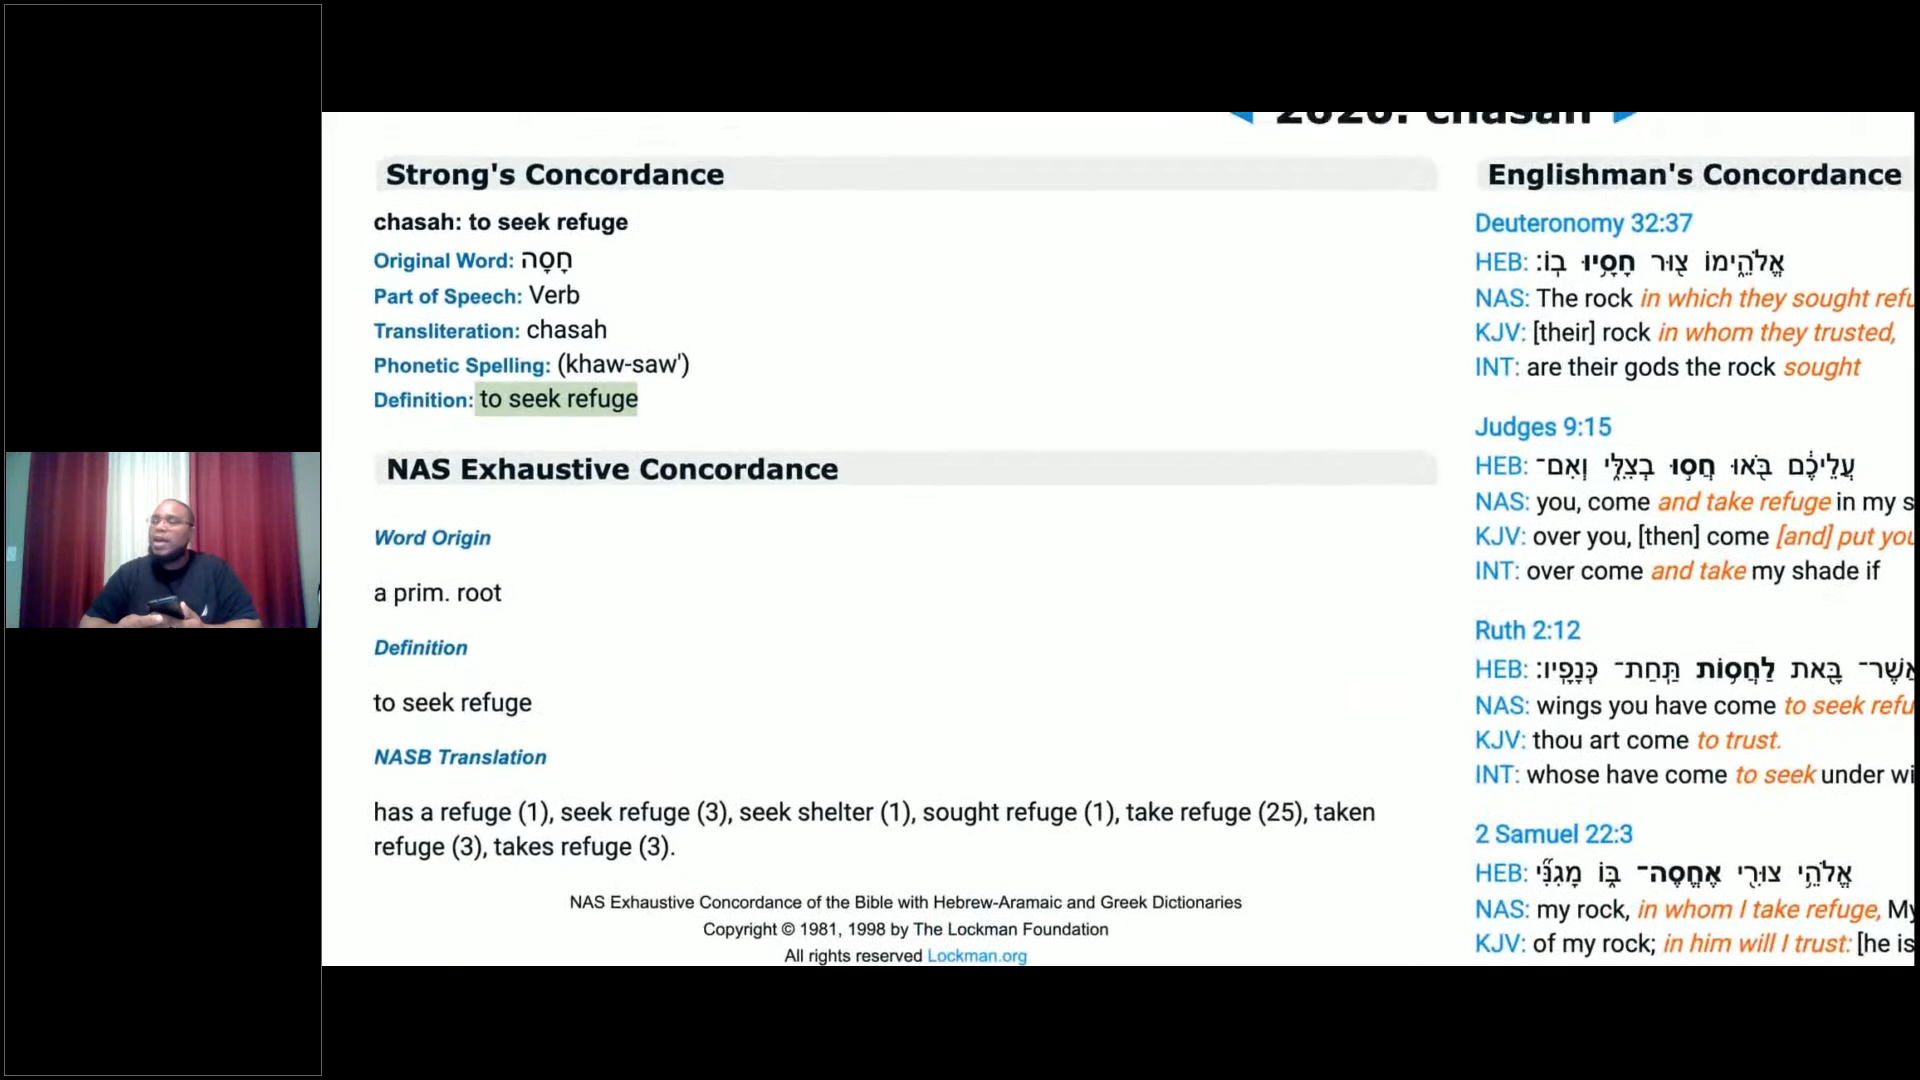 2620. chasah
Strong's Concordance
chasah: to seek refuge
Original Word: חָסָה
Part of Speech: Verb
Transliteration: chasah
Phonetic Spelling: (khaw-saw')
Definition: to seek refuge
NAS Exhaustive Concordance
Word Origin
a prim. root
Definition
to seek refuge
NASB Translation
has a refuge (1), seek refuge (3), seek shelter (1), sought refuge (1), take refuge (25), taken
refuge (3), takes refuge (3).
NAS Exhaustive Concordance of the Bible with Hebrew-Aramaic and Greek Dictionaries
Copyright © 1981, 1998 by The Lockman Foundation
All rights reserved Lockman.org
Englishman's Concordance
Deuteronomy 32:37
HEB: אֱלֹהֵ֑ימוֹ צ֖וּר חָסָ֥יוּ בֽוֹ׃
NAS: The rock in which they sought
KJV: [their] rock in whom they trusted,
INT: are their gods the rock sought
Judges 9:15
HEB: עֲלֵיכֶ֔ם בֹּ֖אוּ חֲס֣וּ בְצִלִּ֑י וְאִם־
NAS: you, come and take refuge in my
KJV: over you, [then] come [and] put
INT: over come and take my shade if
Ruth 2:12
HEB: אֲשֶׁר־ בָּ֖את לַחֲס֥וֹת תַּֽחַת־ כְּנָפָֽיו׃
NAS: wings you have come to seek
KJV: thou art come to trust.
INT: whose have come to seek under
2 Samuel 22:3
HEB: אֱלֹהֵ֥י צוּרִ֖י אֶחֱסֶה־ בּ֑וֹ מָגִנִּ֞י
NAS: my rock, in whom I take refuge, My
KJV: of my rock; in him will I trust: [he is